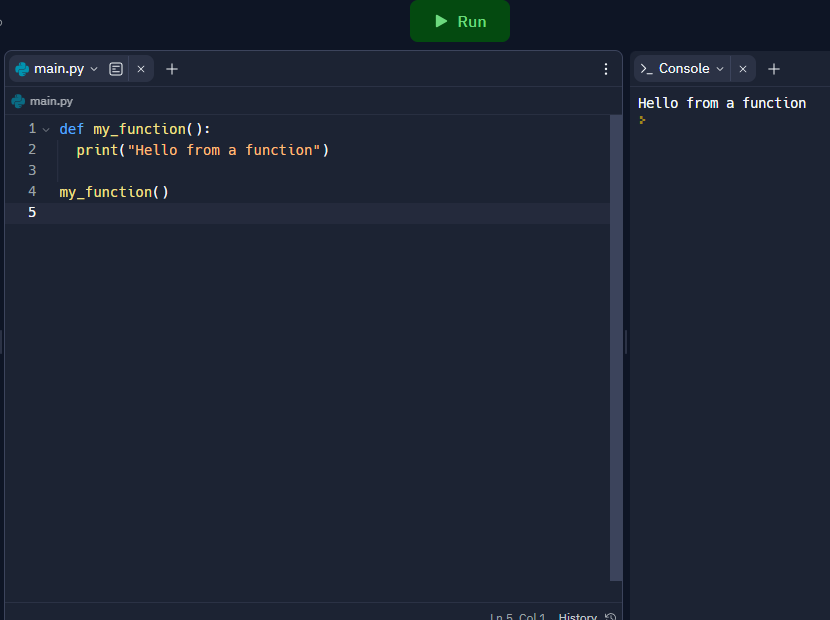 Run
main.py
main.py
1 def my_function():
2   print("Hello from a function")
3
4 my_function()
5
Ln 5, Col 1 History
Console
Hello from a function